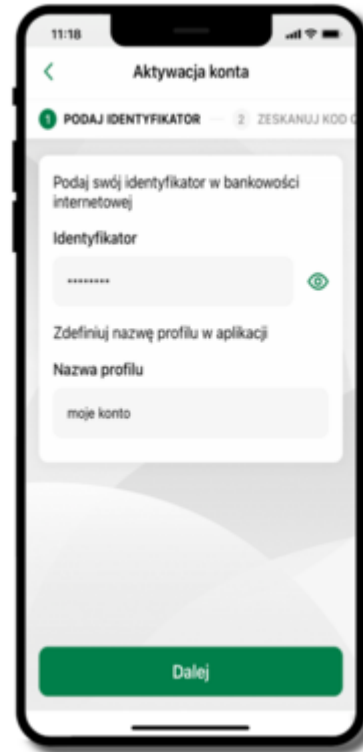 11:18
Aktywacja konta
1 PODAJ IDENTYFIKATOR 2 ZESKANUJ KOD
Podaj swój identyfikator w bankowości
internetowej
Identyfikator
••••••••
Zdefiniuj nazwę profilu w aplikacji
Nazwa profilu
moje konto
Dalej